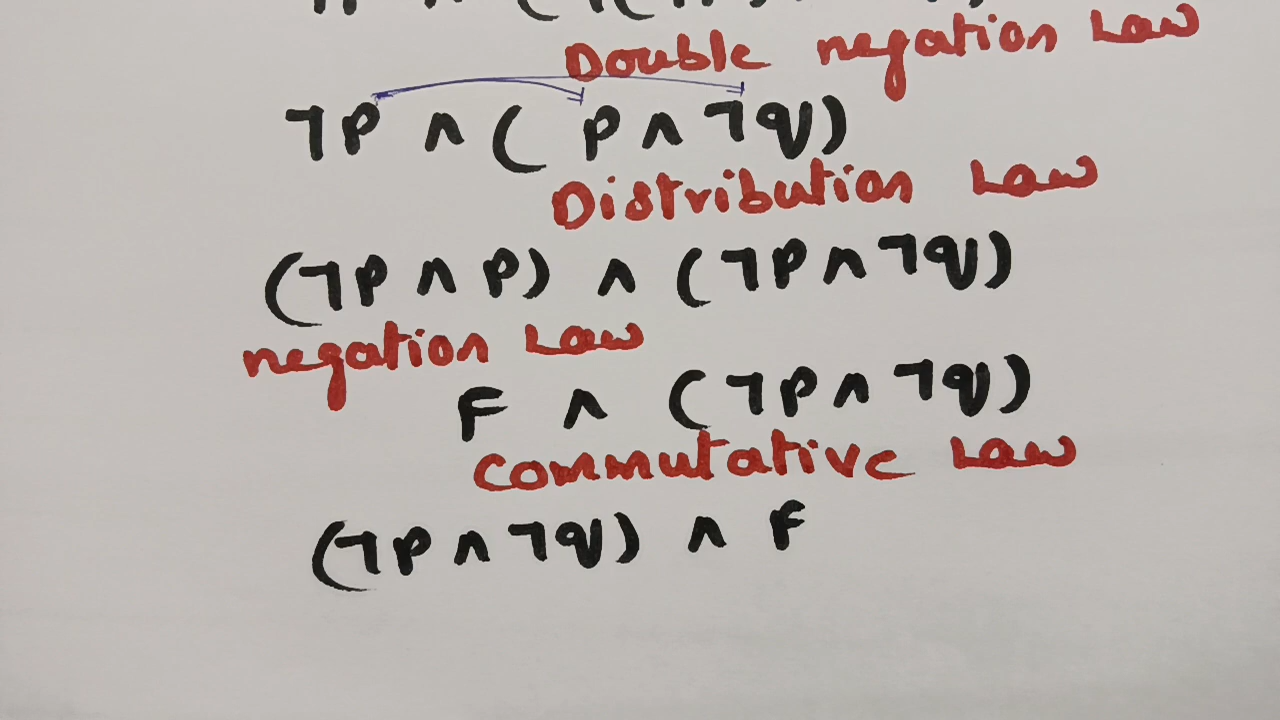 Double negation Law
¬p ∧ ( p ∧ ¬q)
Distribution Law
(¬p ∧ p) ∧ (¬p ∧ ¬q)
negation Law
F ∧ (¬p ∧ ¬q)
commutative Law
(¬p ∧ ¬q) ∧ F